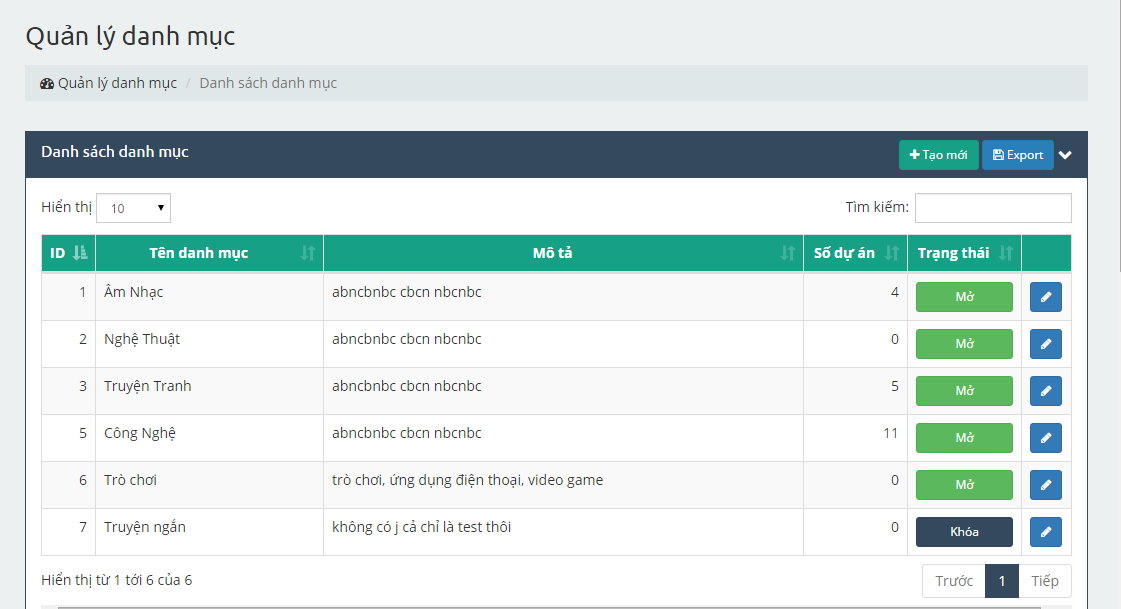 Quản lý danh mục
Quản lý danh mục / Danh sách danh mục
Danh sách danh mục Tạo mới Export
Hiển thị 10 Tìm kiếm:
ID Tên danh mục Mô tả Số dự án Trạng thái
1 Âm Nhạc abncbnbc cbcn nbcnbc 4 Mở
2 Nghệ Thuật abncbnbc cbcn nbcnbc 0 Mở
3 Truyện Tranh abncbnbc cbcn nbcnbc 5 Mở
5 Công Nghệ abncbnbc cbcn nbcnbc 11 Mở
6 Trò chơi trò chơi, ứng dụng điện thoại, video game 0 Mở
7 Truyện ngắn không có j cả chỉ là test thôi 0 Khóa
Hiển thị từ 1 tới 6 của 6 Trước 1 Tiếp